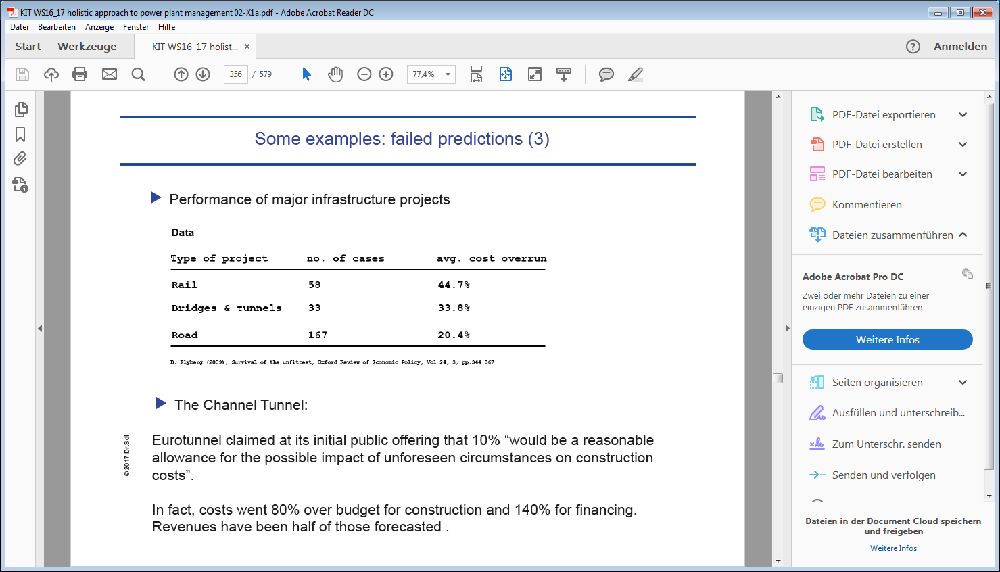 KIT WS16_17 holistic approach to power plant management 02-X1a.pdf - Adobe Acrobat Reader DC
Datei Bearbeiten Anzeige Fenster Hilfe
Start Werkzeuge KIT WS16_17 holist... × ? Anmelden
356 / 579 77,4%
Some examples: failed predictions (3)
Performance of major infrastructure projects
Data
Type of project no. of cases avg. cost overrun
Rail 58 44.7%
Bridges & tunnels 33 33.8%
Road 167 20.4%
B. Flyberg (2009), Survival of the unfittest, Oxford Review of Economic Policy, Vol 24, 3, pp.344-367
The Channel Tunnel:
Eurotunnel claimed at its initial public offering that 10% “would be a reasonable
allowance for the possible impact of unforeseen circumstances on construction
costs”.
In fact, costs went 80% over budget for construction and 140% for financing.
Revenues have been half of those forecasted .
© 2017 Dr.SdI
PDF-Datei exportieren
PDF-Datei erstellen
PDF-Datei bearbeiten
Kommentieren
Dateien zusammenführen
Adobe Acrobat Pro DC
Zwei oder mehr Dateien zu einer
einzigen PDF zusammenführen
Weitere Infos
Seiten organisieren
Ausfüllen und unterschreib...
Zum Unterschr. senden
Senden und verfolgen
Dateien in der Document Cloud speichern
und freigeben
Weitere Infos